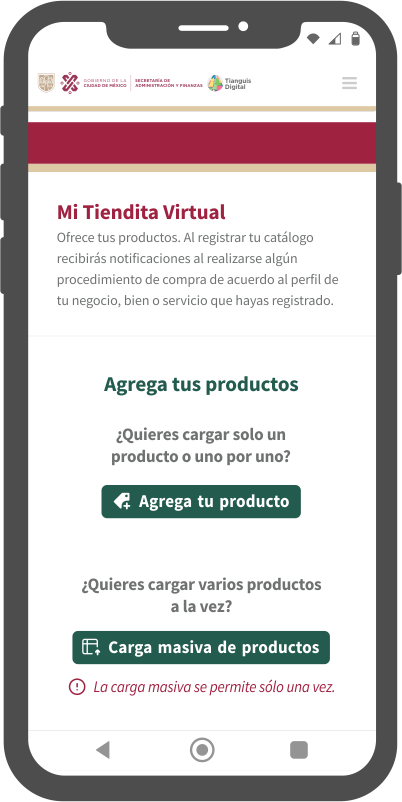 GOBIERNO DE LA
CIUDAD DE MÉXICO
SECRETARÍA DE
ADMINISTRACIÓN Y FINANZAS
Tianguis
Digital
Mi Tiendita Virtual
Ofrece tus productos. Al registrar tu catálogo
recibirás notificaciones al realizarse algún
procedimiento de compra de acuerdo al perfil de
tu negocio, bien o servicio que hayas registrado.
Agrega tus productos
¿Quieres cargar solo un
producto o uno por uno?
Agrega tu producto
¿Quieres cargar varios productos
a la vez?
Carga masiva de productos
La carga masiva se permite sólo una vez.